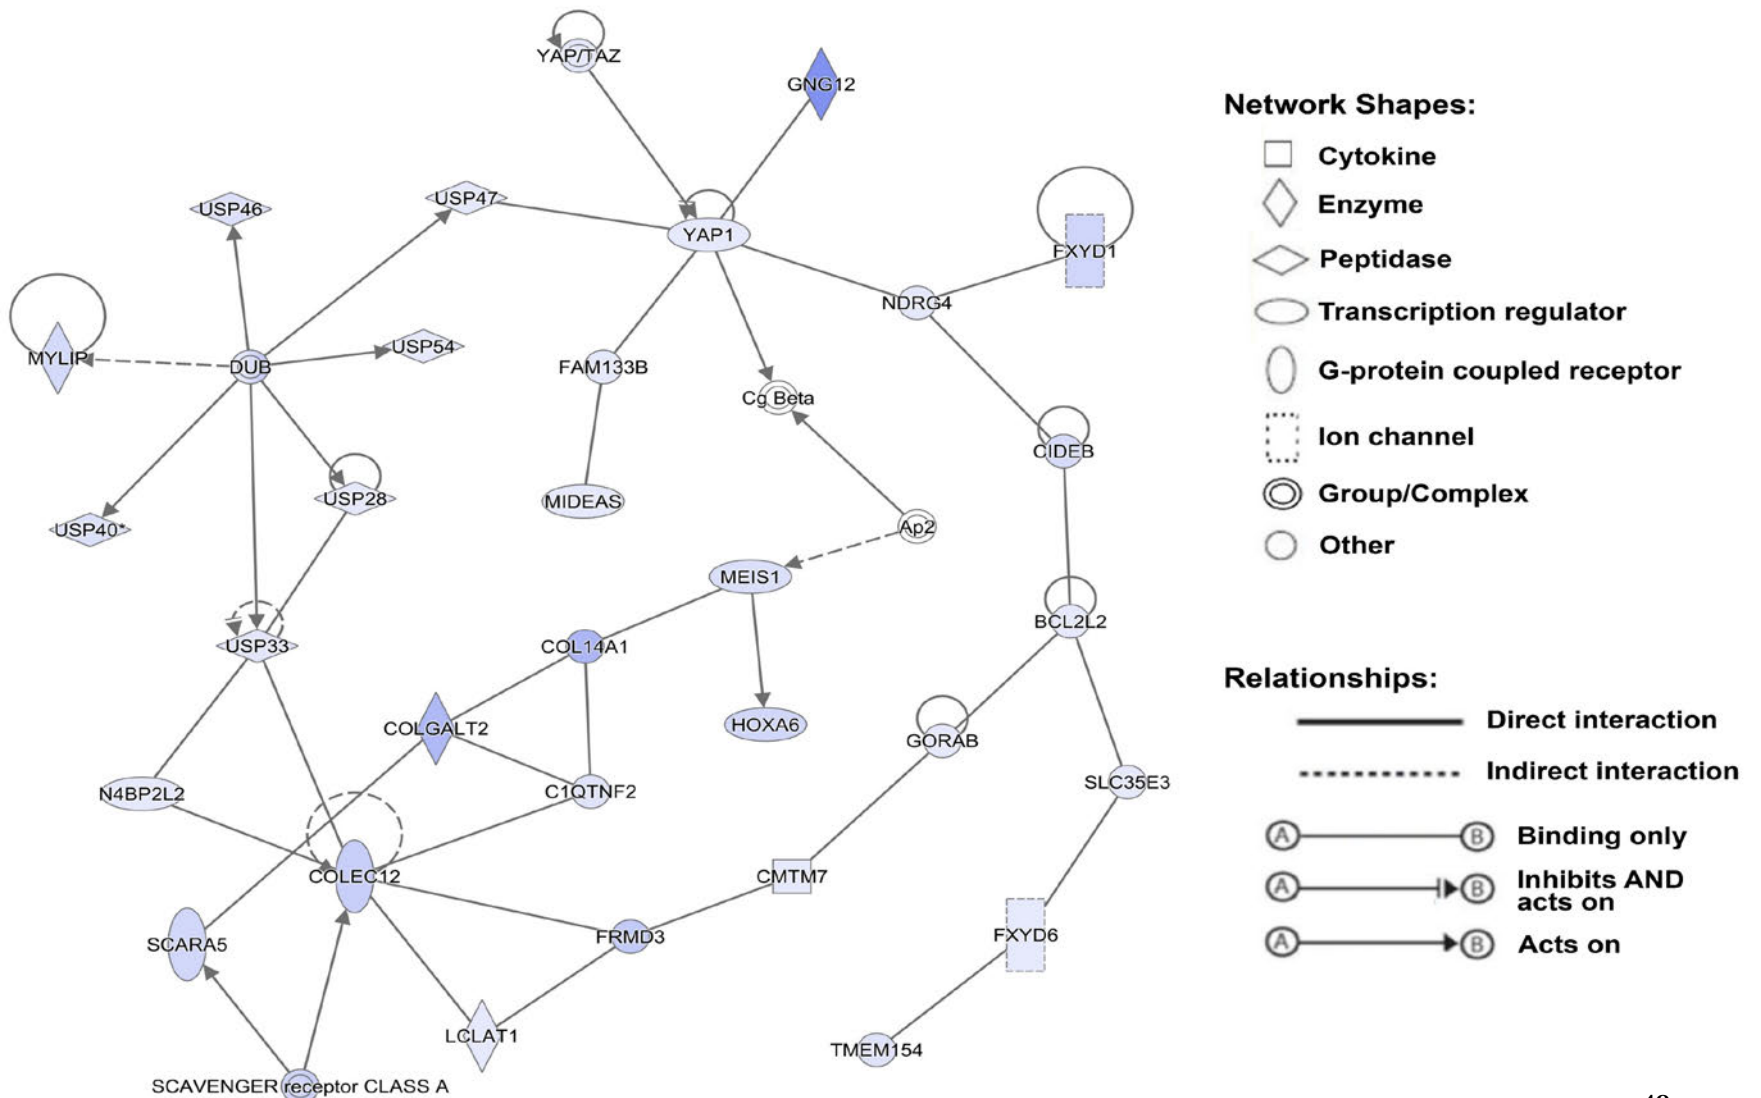 YAP/TAZ
GNG12
USP47
USP46
YAP1
FXYD1
NDRG4
MYLIP
DUB
USP54
FAM133B
Cg Beta
CIDEB
USP28
MIDEAS
USP40*
Ap2
MEIS1
BCL2L2
USP33
COL14A1
HOXA6
COLGALT2
GORAB
SLC35E3
N4BP2L2
C1QTNF2
COLEC12
CMTM7
SCARA5
FRMD3
FXYD6
LCLAT1
TMEM154
SCAVENGER receptor CLASS A
Network Shapes:
Cytokine
Enzyme
Peptidase
Transcription regulator
G-protein coupled receptor
Ion channel
Group/Complex
Other
Relationships:
Direct interaction
Indirect interaction
A B Binding only
A B Inhibits AND
acts on
A B Acts on